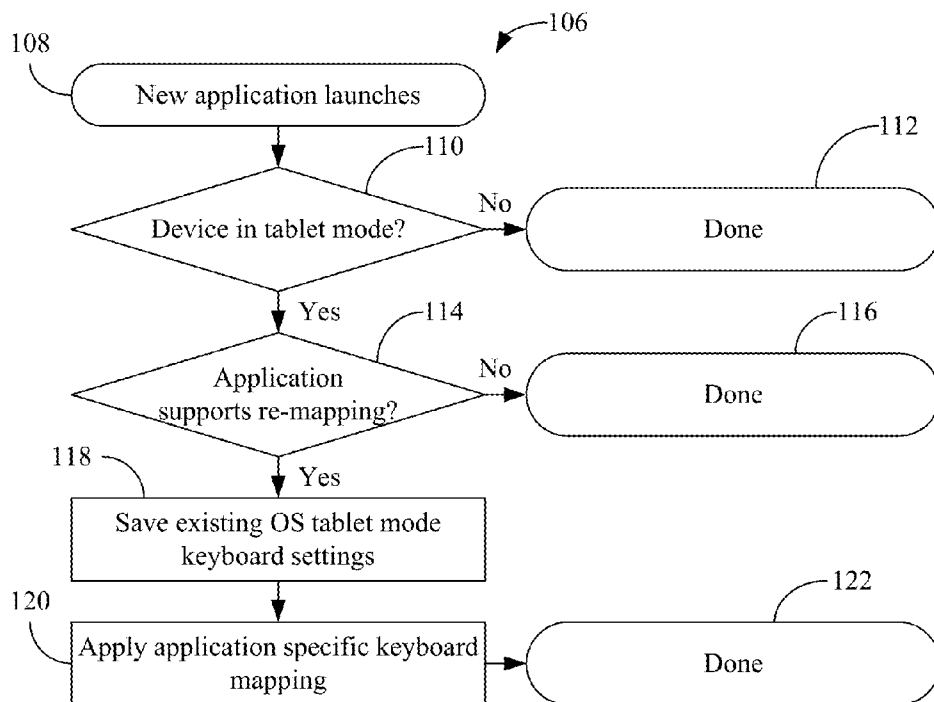 106
108
New application launches
110
112
Device in tablet mode?
No
Done
Yes
114
116
Application
supports re-mapping?
No
Done
118
Yes
Save existing OS tablet mode
keyboard settings
120
122
Apply application specific keyboard
mapping
Done